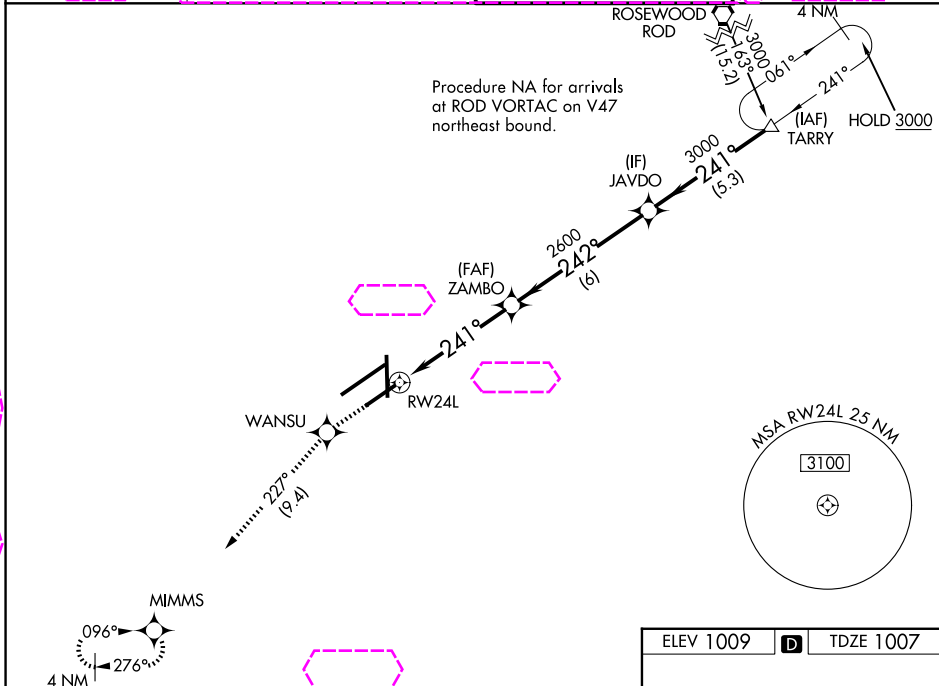 ROSEWOOD
ROD
4 NM
3000
163°
(15.2)
061°
241°
HOLD 3000
(IAF)
TARRY
Procedure NA for arrivals
at ROD VORTAC on V47
northeast bound.
3000
241°
(5.3)
(IF)
JAVDO
2600
242°
(6)
(FAF)
ZAMBO
241°
RW24L
WANSU
227°
(9.4)
MSA RW24L 25 NM
3100
MIMMS
096°
276°
4 NM
ELEV 1009 D TDZE 1007